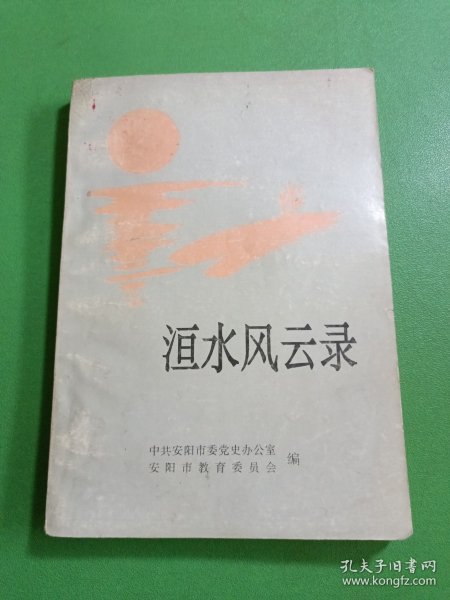 洹水风云录
中共安阳市委党史办公室
安阳市教育委员会
编
孔夫子旧书网
www.kongfz.com